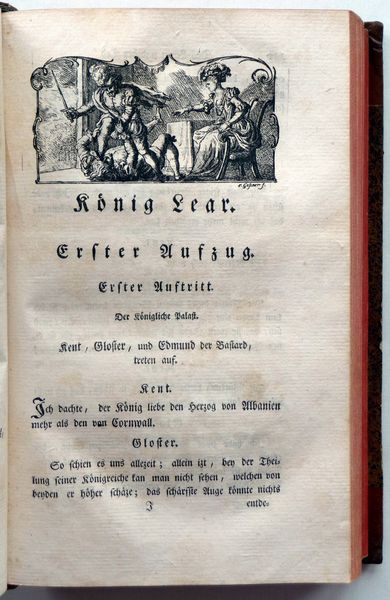 König Lear.
Erster Aufzug.
Erster Auftritt.
Der Königliche Palast.
Kent, Gloster, und Edmund der Bastard,
treten auf.
Kent.
Ich dachte, der König liebe den Herzog von Albanien
mehr als den von Cornwall.
Gloster.
So schien es uns allezeit; allein izt, bey der Thei-
lung seiner Königreiche kan man nicht sehen, welchen von
beyden er höher schäze; das schärfste Auge könnte nichts
J entde-